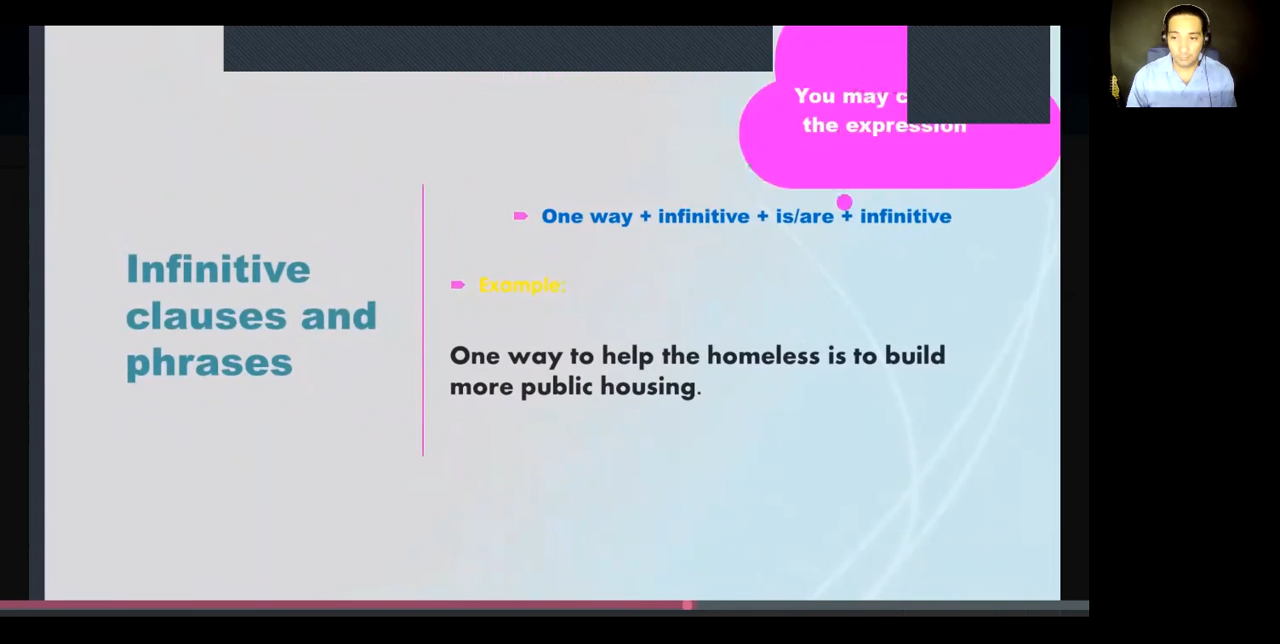 You may
the expression
One way + infinitive + is/are + infinitive
Infinitive
clauses and
phrases
Example:
One way to help the homeless is to build
more public housing.